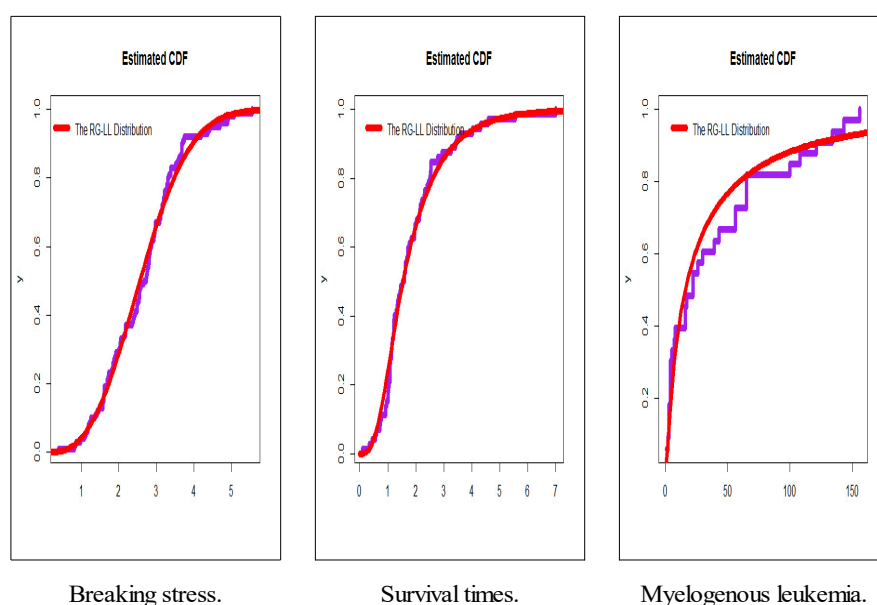 Estimated CDF
The RG-LL Distribution
y
0.0 0.2 0.4 0.6 0.8 1.0
1 2 3 4 5
Breaking stress.
Estimated CDF
The RG-LL Distribution
y
0.0 0.2 0.4 0.6 0.8 1.0
0 1 2 3 4 5 6 7
Survival times.
Estimated CDF
The RG-LL Distribution
y
0.2 0.4 0.6 0.8 1.0
0 50 100 150
Myelogenous leukemia.